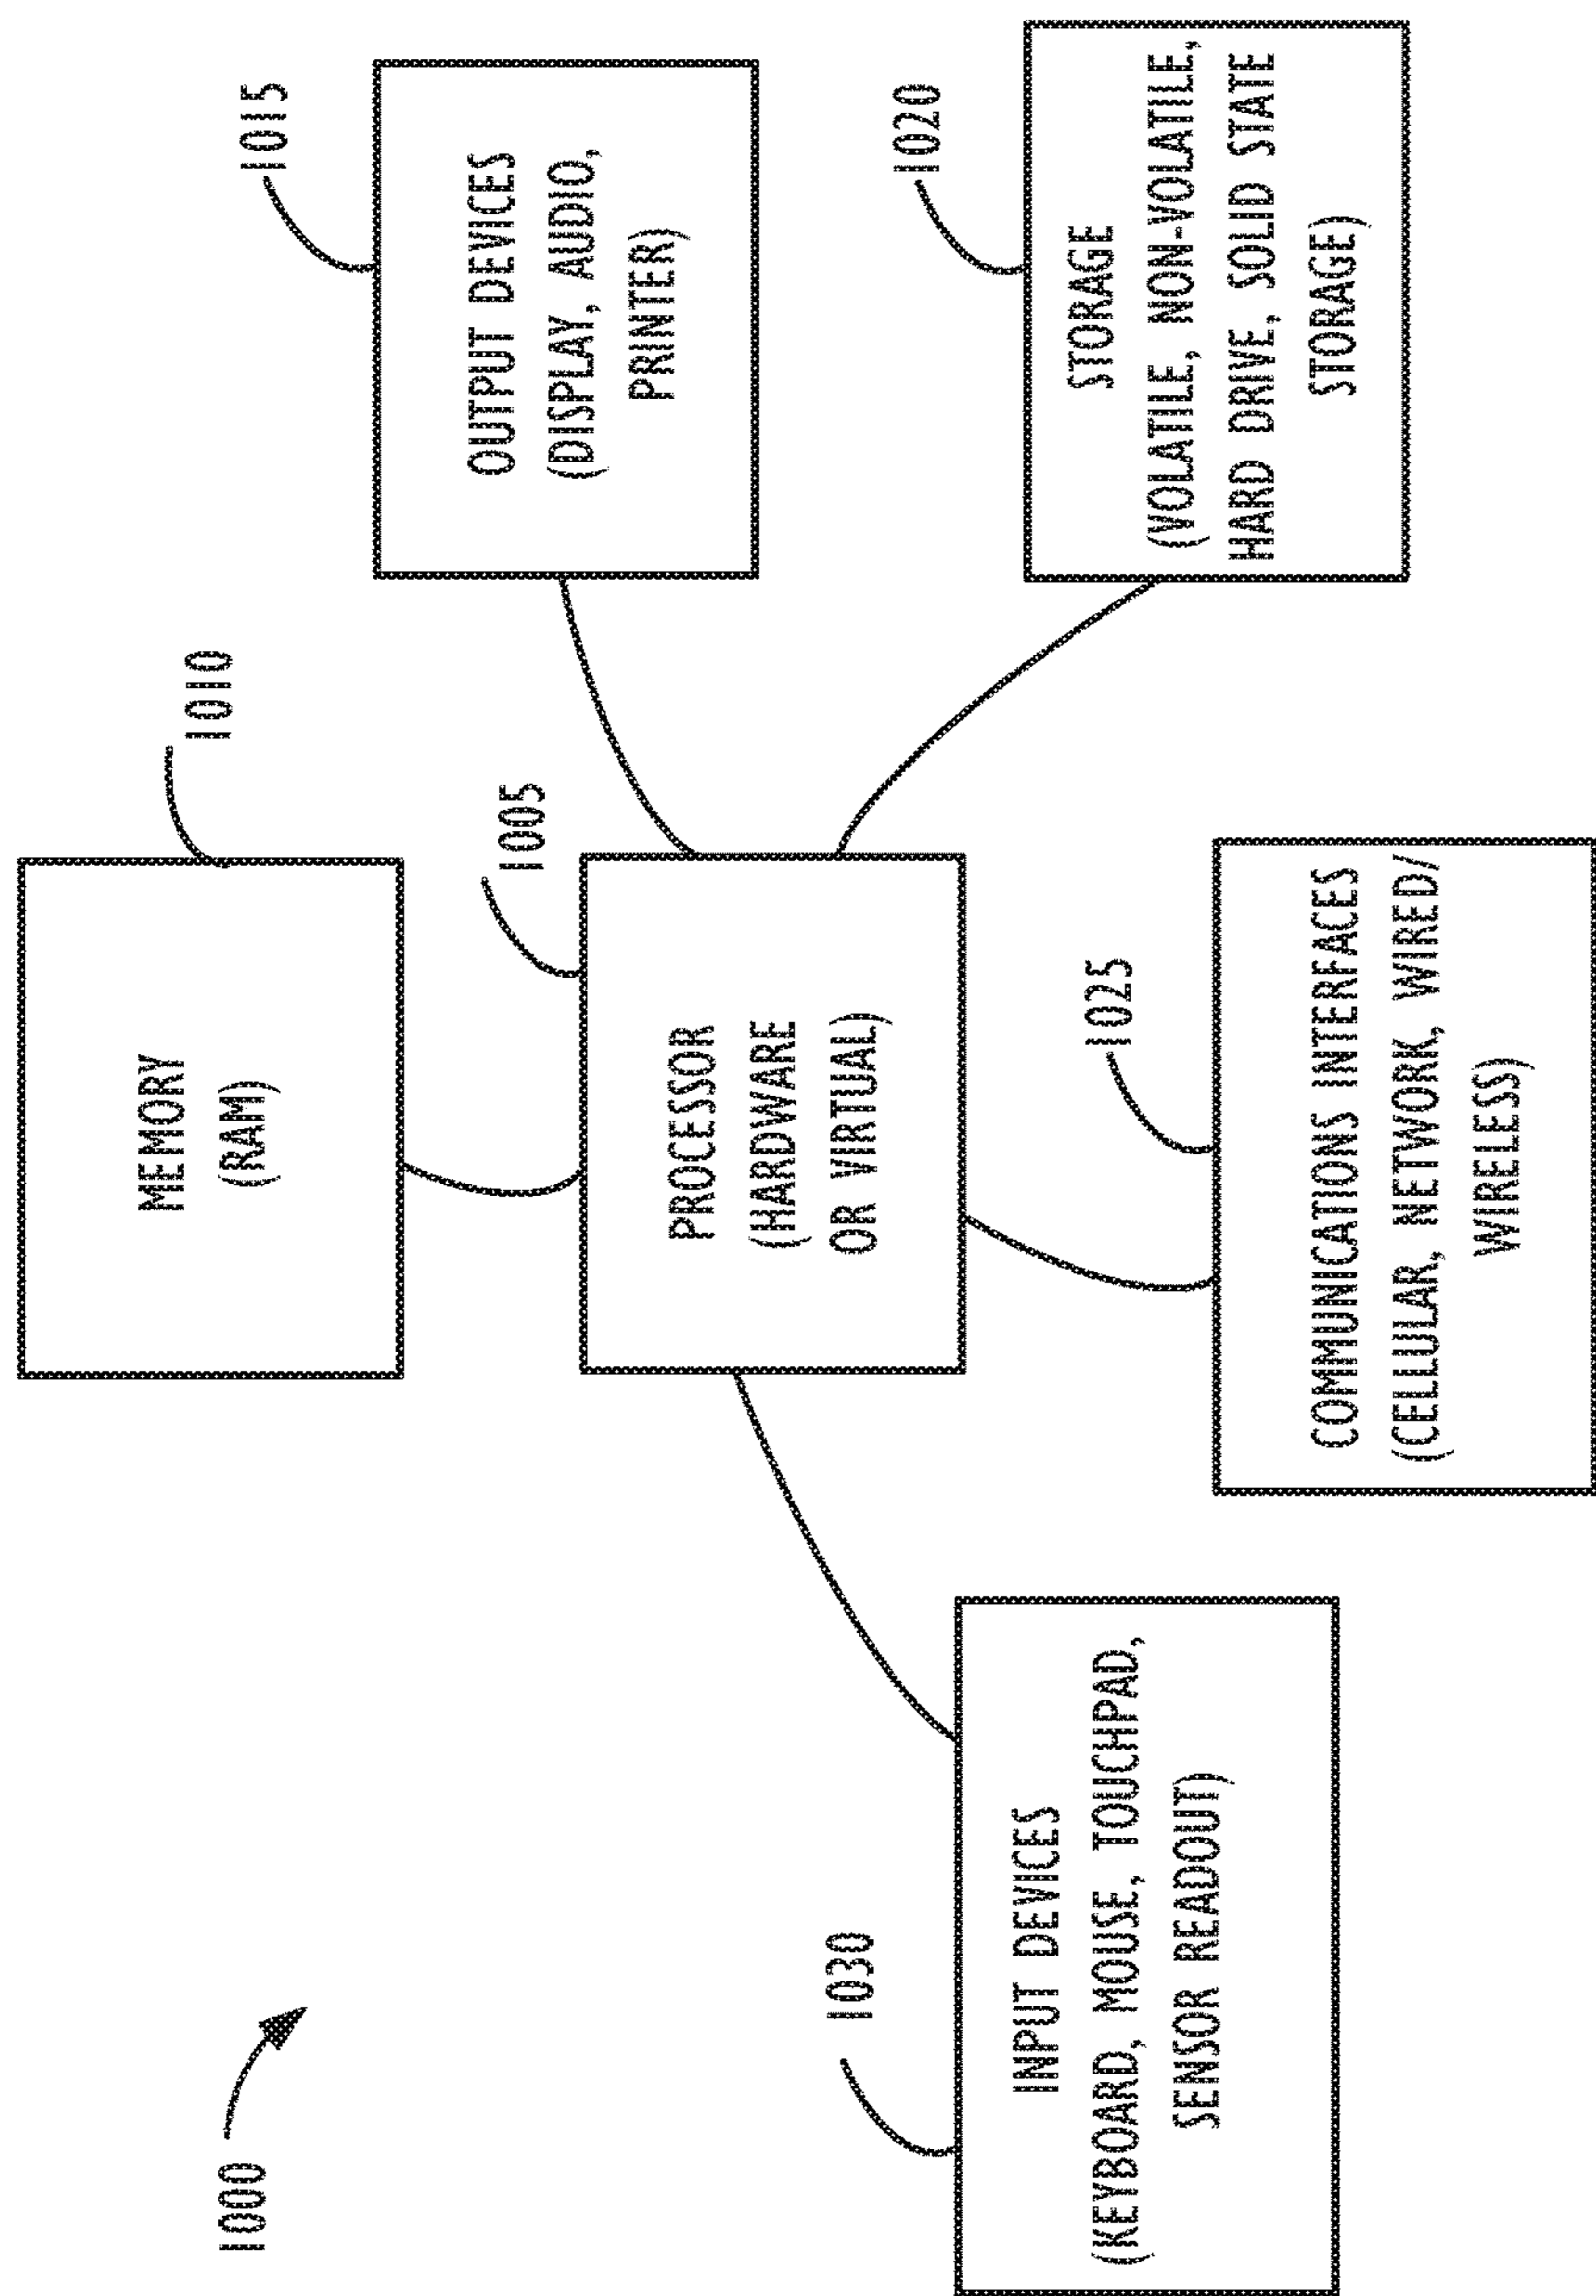 1000
MEMORY
(RAM)
1010
1015
OUTPUT DEVICES
(DISPLAY, AUDIO,
PRINTER)
1005
PROCESSOR
(HARDWARE
OR VIRTUAL)
1030
INPUT DEVICES
(KEYBOARD, MOUSE, TOUCHPAD,
SENSOR READOUT)
1025
COMMUNICATIONS INTERFACES
(CELLULAR, NETWORK, WIRED/
WIRELESS)
1020
STORAGE
(VOLATILE, NON-VOLATILE,
HARD DRIVE, SOLID STATE
STORAGE)